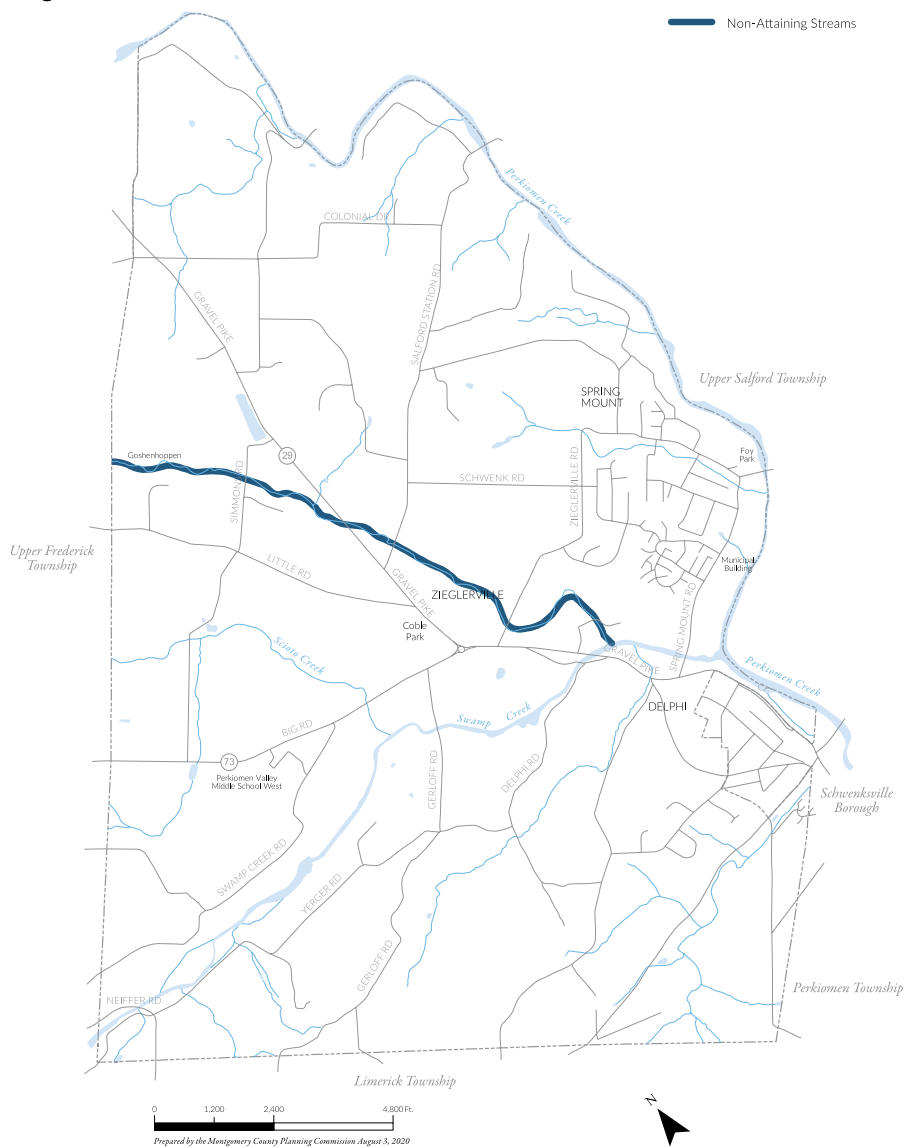 Non-Attaining Streams
Perkiomen Creek
COLONIAL DR
GRAVEL PIKE
SALFORD STATION RD
Upper Salford Township
SPRING
MOUNT
Foy
Park
Goshenhoppen
29
SIMMONS RD
SCHWENK RD
ZIEGLERVILLE RD
Upper Frederick
Township
LITTLE RD
GRAVEL PIKE
ZIEGLERVILLE
Municipal
Building
Coble
Park
SPRING MOUNT RD
GRAVEL PIKE
Scioto Creek
Perkiomen Creek
Swamp Creek
DELPHI
BIG RD
73
Perkiomen Valley
Middle School West
GERLOFF RD
DELPHI RD
Schwenksville
Borough
SWAMP CREEK RD
YERGER RD
GERLOFF RD
Perkiomen Township
NEIFFER RD
Limerick Township
N
0 1,200 2,400 4,800 Ft.
Prepared by the Montgomery County Planning Commission August 3, 2020